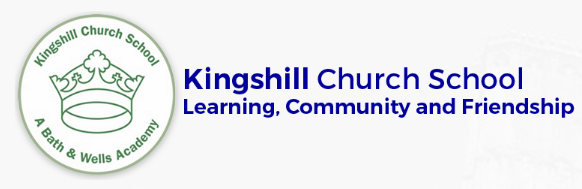 Kingshill Church School
A Bath & Wells Academy
Kingshill Church School
Learning, Community and Friendship